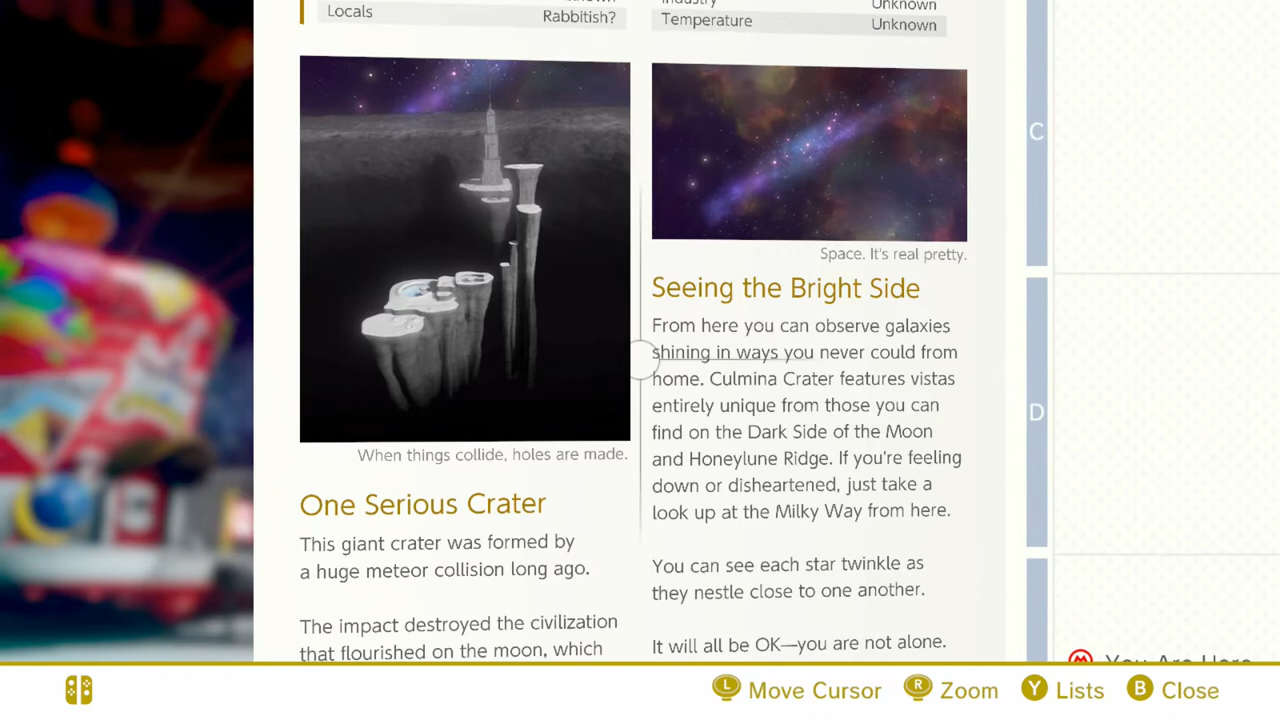 Locals Rabbitish?
Unknown
Temperature Unknown
When things collide, holes are made.
One Serious Crater
This giant crater was formed by
a huge meteor collision long ago.
The impact destroyed the civilization
that flourished on the moon, which
Space. It's real pretty.
Seeing the Bright Side
From here you can observe galaxies
shining in ways you never could from
home. Culmina Crater features vistas
entirely unique from those you can
find on the Dark Side of the Moon
and Honeylune Ridge. If you're feeling
down or disheartened, just take a
look up at the Milky Way from here.
You can see each star twinkle as
they nestle close to one another.
It will all be OK—you are not alone.
C
D
You Are Here
L Move Cursor R Zoom Y Lists B Close